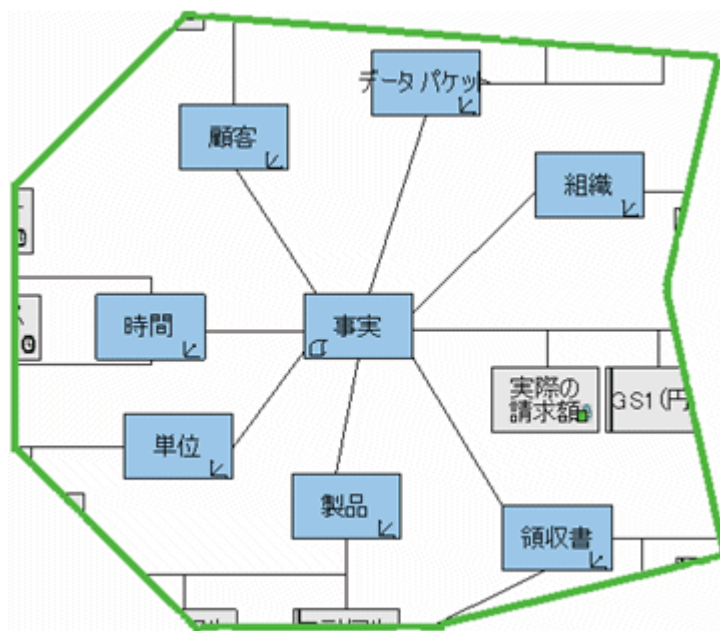 データパケット
顧客
組織
時間
事実
実際の
請求額
GS1(円
単位
製品
領収書